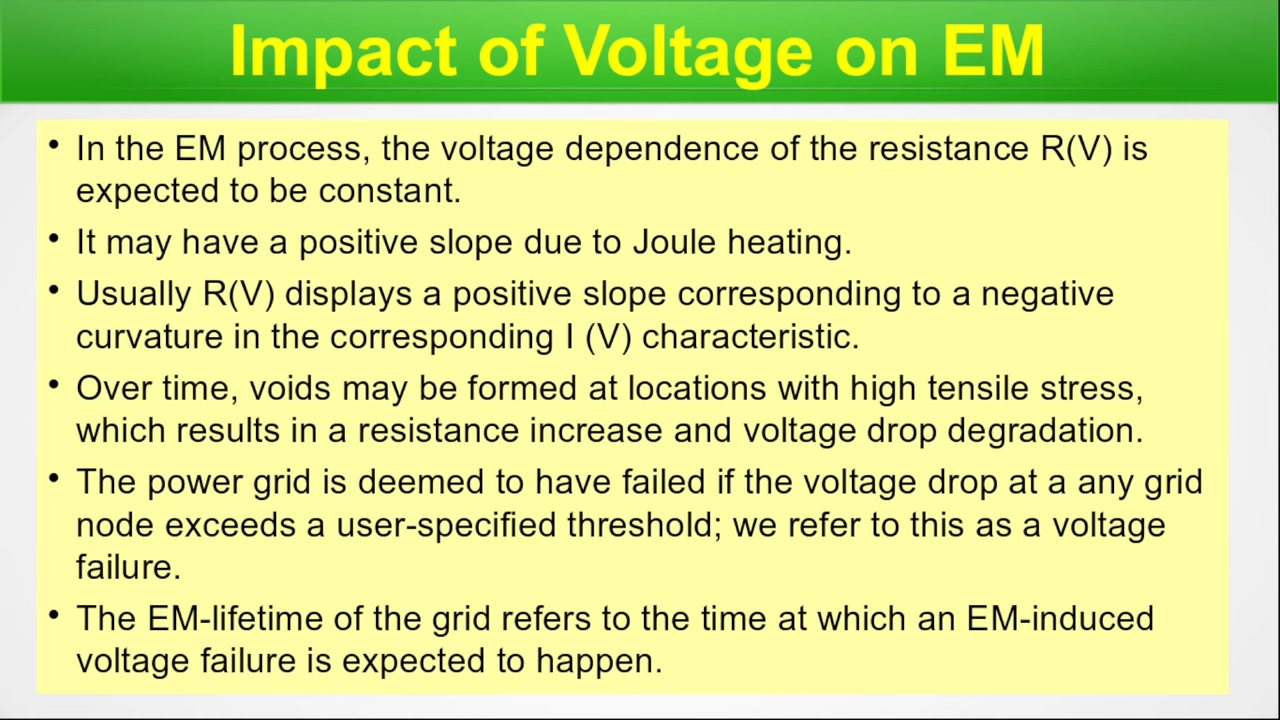 Impact of Voltage on EM
• In the EM process, the voltage dependence of the resistance R(V) is
expected to be constant.
• It may have a positive slope due to Joule heating.
• Usually R(V) displays a positive slope corresponding to a negative
curvature in the corresponding I (V) characteristic.
• Over time, voids may be formed at locations with high tensile stress,
which results in a resistance increase and voltage drop degradation.
• The power grid is deemed to have failed if the voltage drop at a any grid
node exceeds a user-specified threshold; we refer to this as a voltage
failure.
• The EM-lifetime of the grid refers to the time at which an EM-induced
voltage failure is expected to happen.